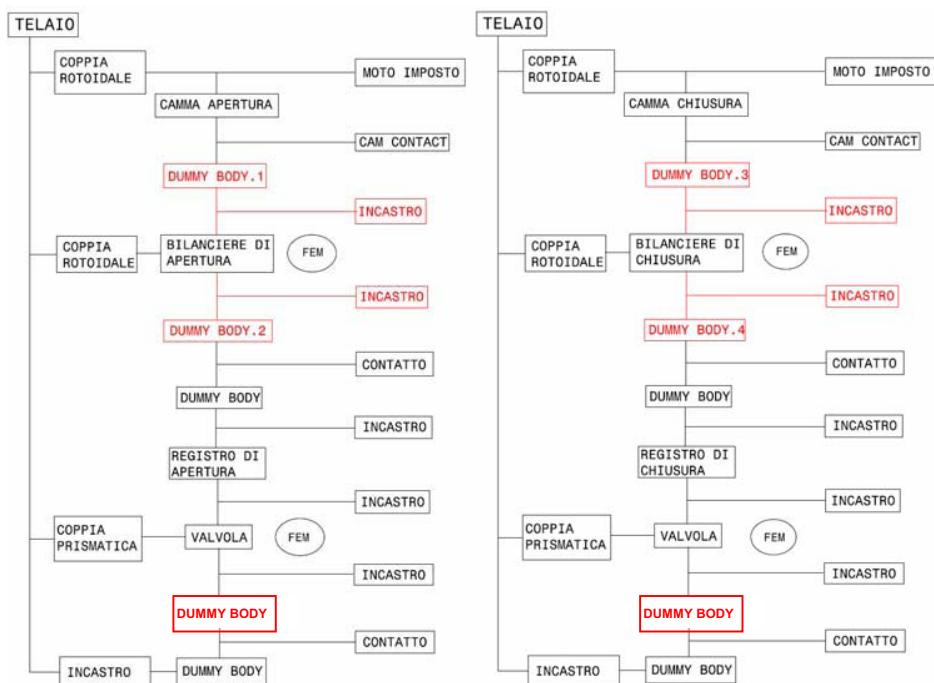 TELAIO
COPPIA
ROTOIDALE
MOTO IMPOSTO
CAMMA APERTURA
CAM CONTACT
DUMMY BODY.1
INCASTRO
COPPIA
ROTOIDALE
BILANCIERE DI
APERTURA
FEM
INCASTRO
DUMMY BODY.2
CONTATTO
DUMMY BODY
INCASTRO
REGISTRO DI
APERTURA
INCASTRO
COPPIA
PRISMATICA
VALVOLA
FEM
INCASTRO
DUMMY BODY
CONTATTO
INCASTRO
DUMMY BODY
TELAIO
COPPIA
ROTOIDALE
MOTO IMPOSTO
CAMMA CHIUSURA
CAM CONTACT
DUMMY BODY.3
INCASTRO
COPPIA
ROTOIDALE
BILANCIERE DI
CHIUSURA
FEM
INCASTRO
DUMMY BODY.4
CONTATTO
DUMMY BODY
INCASTRO
REGISTRO DI
CHIUSURA
INCASTRO
COPPIA
PRISMATICA
VALVOLA
FEM
INCASTRO
DUMMY BODY
CONTATTO
INCASTRO
DUMMY BODY